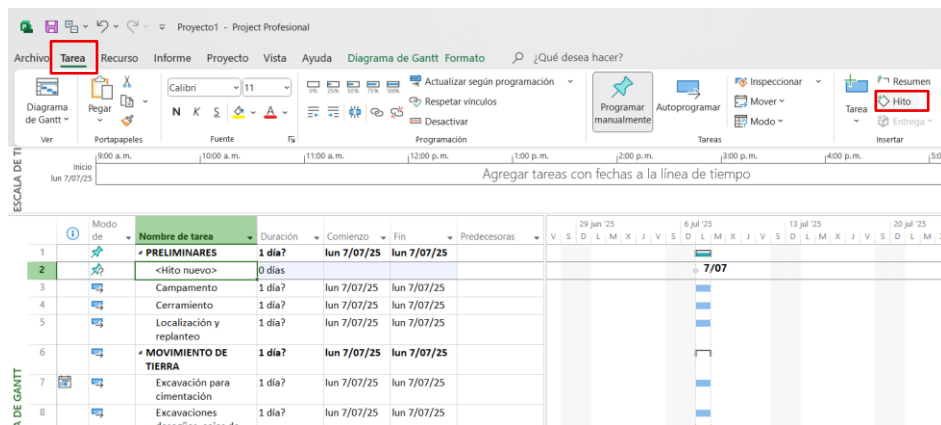 Proyecto1 - Project Profesional
Archivo Tarea Recurso Informe Proyecto Vista Ayuda Diagrama de Gantt Formato ¿Qué desea hacer?
Diagrama de Gantt
Pegar
Calibri 11
N K S A
0% 25% 50% 75% 100%
Actualizar según programación
Respetar vínculos
Desactivar
Programar manualmente
Autoprogramar
Inspeccionar
Mover
Modo
Tarea
Resumen
Hito
Entrega
Ver Portapapeles Fuente Programación Tareas Insertar
9:00 a.m. 10:00 a.m. 11:00 a.m. 12:00 p.m. 1:00 p.m. 2:00 p.m. 3:00 p.m. 4:00 p.m.
Inicio
lun 7/07/25
Agregar tareas con fechas a la línea de tiempo
Modo de Nombre de tarea Duración Comienzo Fin Predecesoras
29 jun '25 6 jul '25 13 jul '25 20 jul '25
V S D L M X J V S D L M X J V S D L M X J V S D L M
1 PRELIMINARES 1 día? lun 7/07/25 lun 7/07/25
2 <Hito nuevo> 0 días 7/07
3 Campamento 1 día? lun 7/07/25 lun 7/07/25
4 Cerramiento 1 día? lun 7/07/25 lun 7/07/25
5 Localización y replanteo 1 día? lun 7/07/25 lun 7/07/25
6 MOVIMIENTO DE TIERRA 1 día? lun 7/07/25 lun 7/07/25
7 Excavación para cimentación 1 día? lun 7/07/25 lun 7/07/25
8 Excavaciones 1 día? lun 7/07/25 lun 7/07/25
DE GANTT